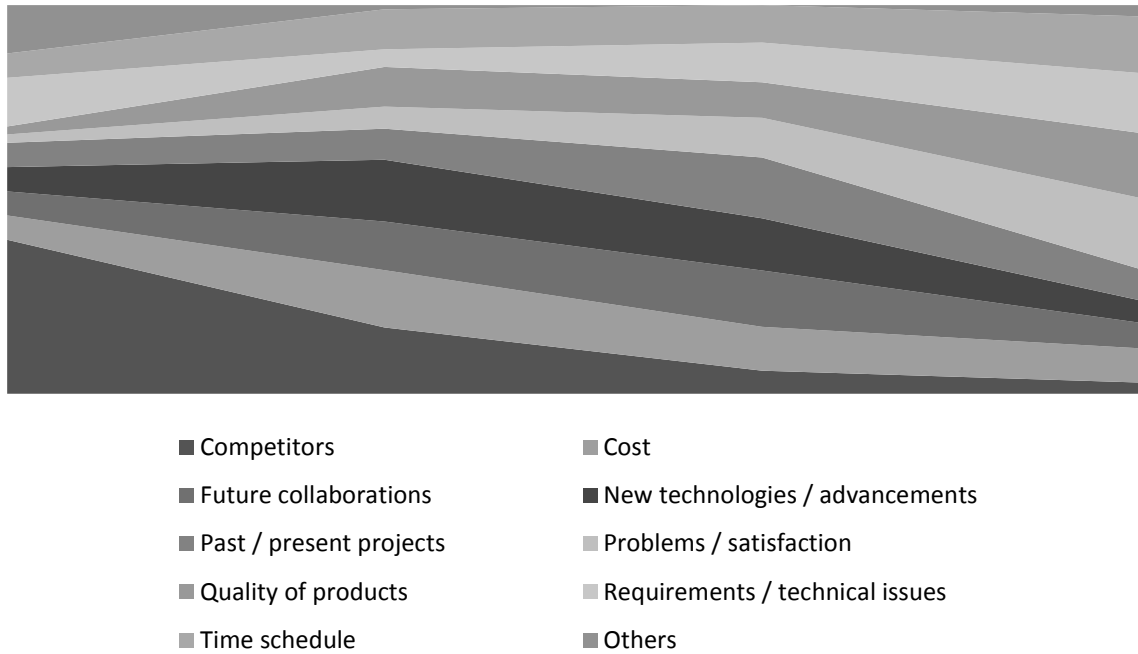 Competitors
Cost
Future collaborations
New technologies / advancements
Past / present projects
Problems / satisfaction
Quality of products
Requirements / technical issues
Time schedule
Others